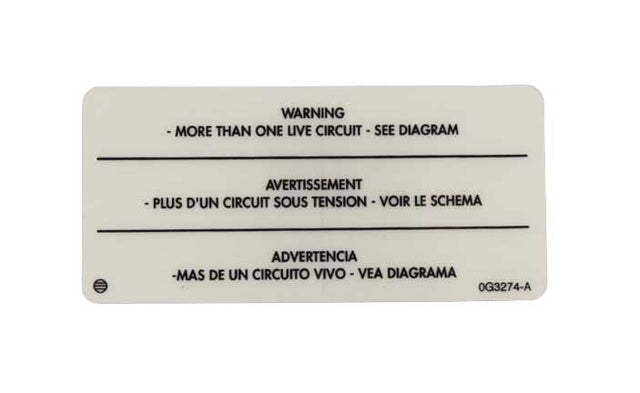 WARNING
- MORE THAN ONE LIVE CIRCUIT - SEE DIAGRAM
AVERTISSEMENT
- PLUS D'UN CIRCUIT SOUS TENSION - VOIR LE SCHEMA
ADVERTENCIA
-MAS DE UN CIRCUITO VIVO - VEA DIAGRAMA
0G3274-A